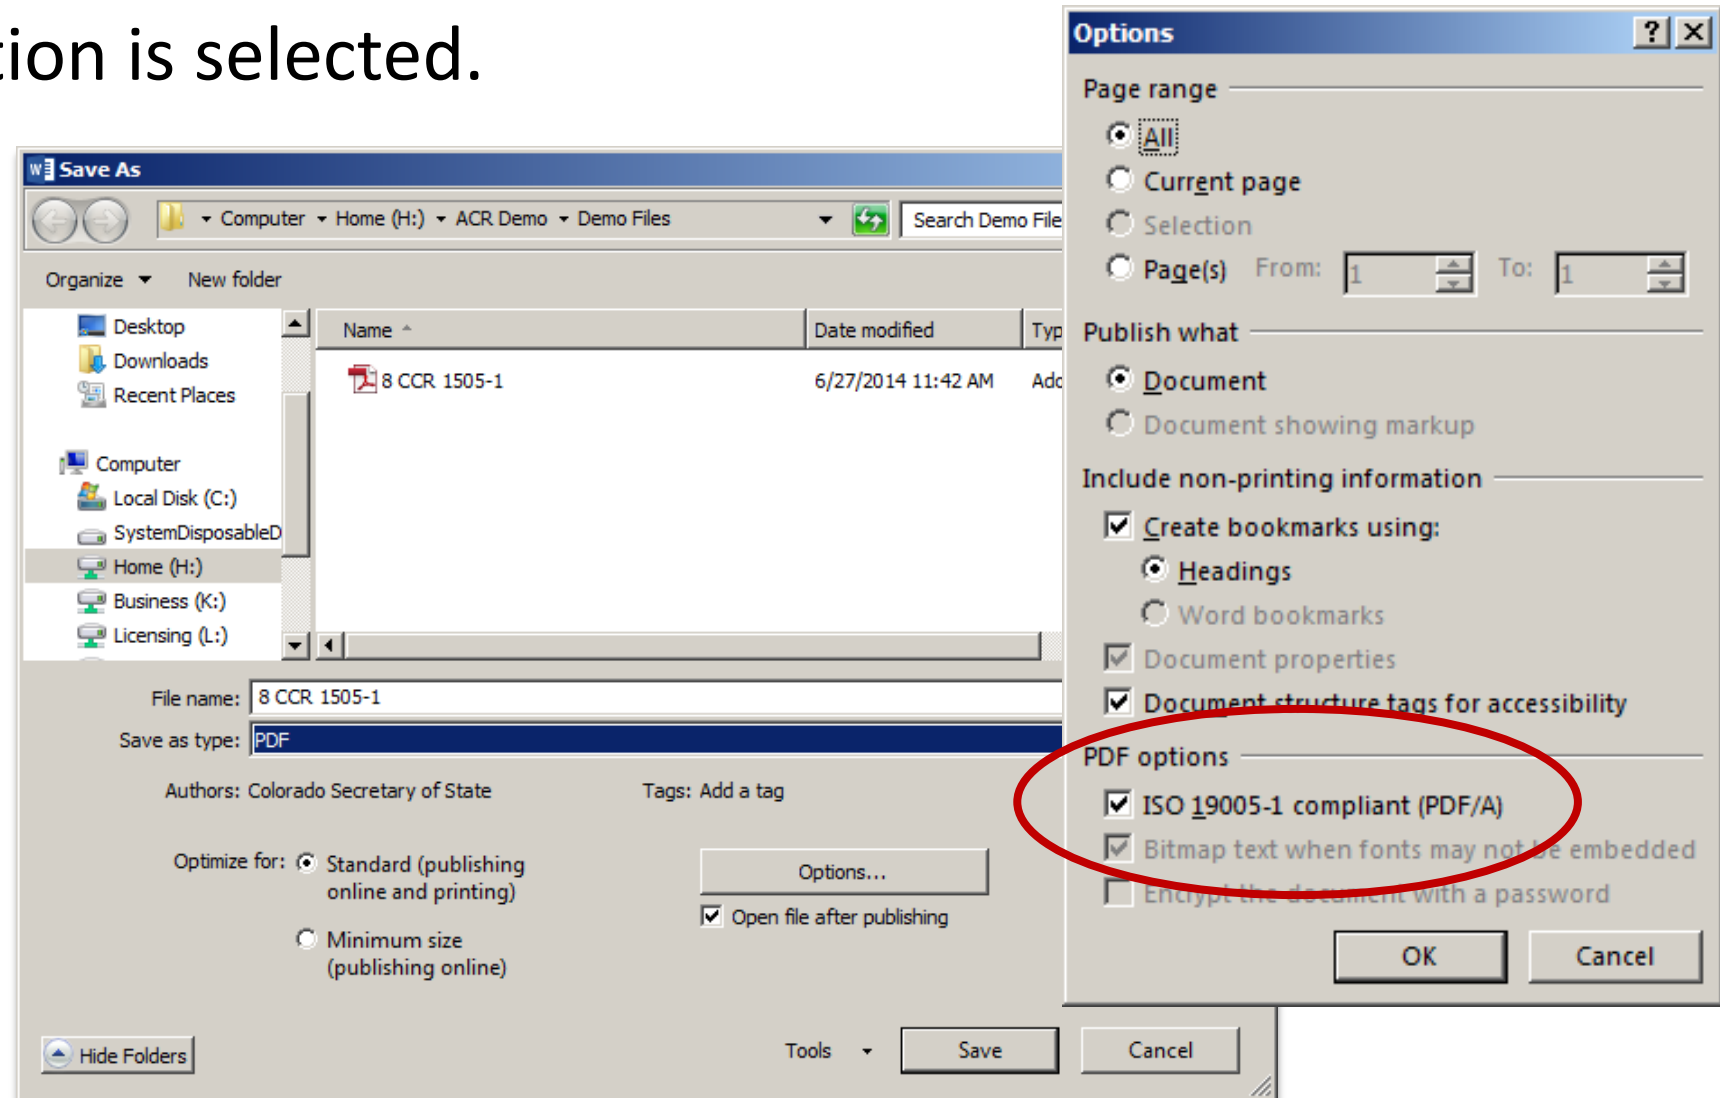 tion is selected.
Save As
Computer Home (H:) ACR Demo Demo Files
Search Demo File
Organize New folder
Desktop
Downloads
Recent Places
Computer
Local Disk (C:)
SystemDisposableD
Home (H:)
Business (K:)
Licensing (L:)
Name Date modified Typ
8 CCR 1505-1 6/27/2014 11:42 AM Ado
File name: 8 CCR 1505-1
Save as type: PDF
Authors: Colorado Secretary of State Tags: Add a tag
Optimize for: Standard (publishing
online and printing)
Minimum size
(publishing online)
Options...
Open file after publishing
Hide Folders
Tools Save Cancel
Options
Page range
All
Current page
Selection
Page(s) From: 1 To: 1
Publish what
Document
Document showing markup
Include non-printing information
Create bookmarks using:
Headings
Word bookmarks
Document properties
Document structure tags for accessibility
PDF options
ISO 19005-1 compliant (PDF/A)
Bitmap text when fonts may not be embedded
Encrypt the document with a password
OK Cancel